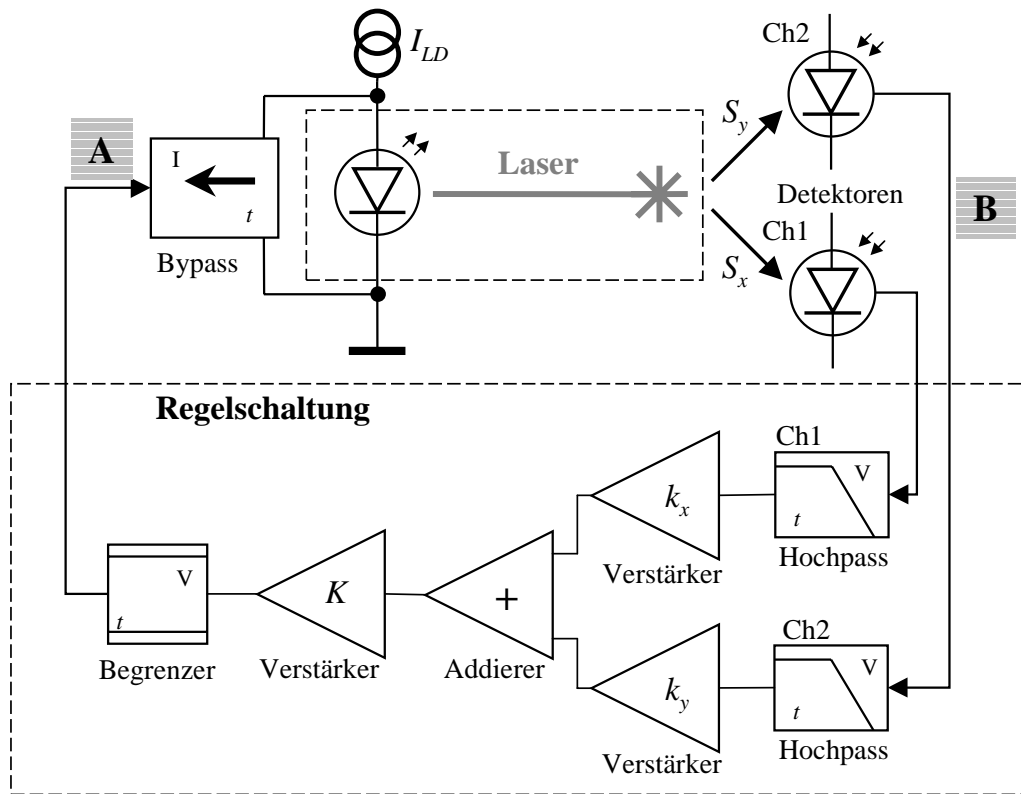 I_LD
Ch2
A
I
t
Bypass
Laser
S_y
S_x
Detektoren
Ch1
B
Regelschaltung
Ch1
V
t
Hochpass
k_x
Verstärker
V
t
Begrenzer
K
Verstärker
+
Addierer
k_y
Verstärker
Ch2
V
t
Hochpass